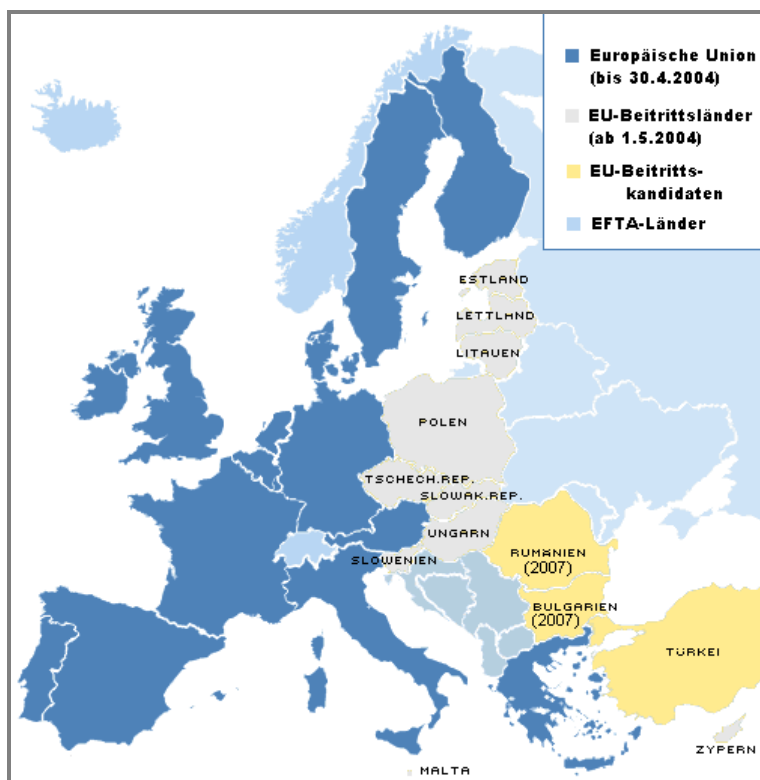 Europäische Union
(bis 30.4.2004)
EU-Beitrittsländer
(ab 1.5.2004)
EU-Beitritts-
kandidaten
EFTA-Länder
ESTLAND
LETTLAND
LITAUEN
POLEN
TSCHECH.REP.
SLOWAK.REP.
UNGARN
SLOWENIEN
RUMÄNIEN
(2007)
BULGARIEN
(2007)
TÜRKEI
ZYPERN
MALTA